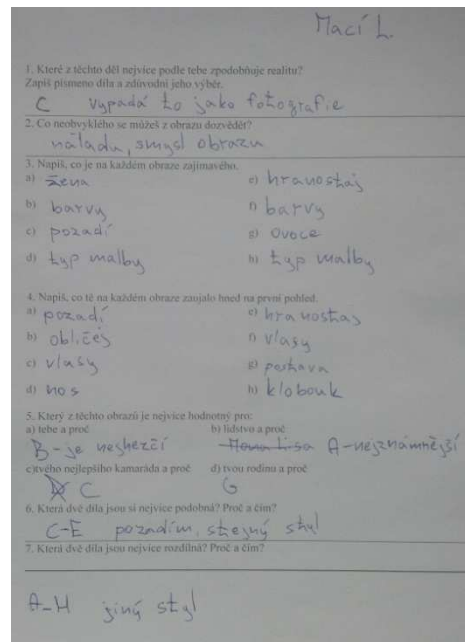 Mací L.
1. Které z těchto děl nejvíce podle tebe zpodobňuje realitu?
Zapiš písmeno díla a zdůvodni jeho výběr.
C vypadá to jako fotografie
2. Co neobvyklého se můžeš z obrazu dozvědět?
náladu, smysl obrazu
3. Napiš, co je na každém obraze zajímavého.
a) žena e) hranostaj
b) barvy f) barvy
c) pozadí g) ovoce
d) typ malby h) typ malby
4. Napiš, co tě na každém obraze zaujalo hned na první pohled.
a) pozadí e) hranostaj
b) obličej f) vlasy
c) vlasy g) postava
d) nos h) klobouk
5. Který z těchto obrazů je nejvíce hodnotný pro:
a) tebe a proč b) lidstvo a proč
B - je nejhezčí Mona Lisa A-nejznámnější
c)tvého nejlepšího kamaráda a proč d) tvou rodinu a proč
C G
6. Která dvě díla jsou si nejvíce podobná? Proč a čím?
C-E pozadím, stejný styl
7. Která dvě díla jsou nejvíce rozdílná? Proč a čím?
A-H jiný styl